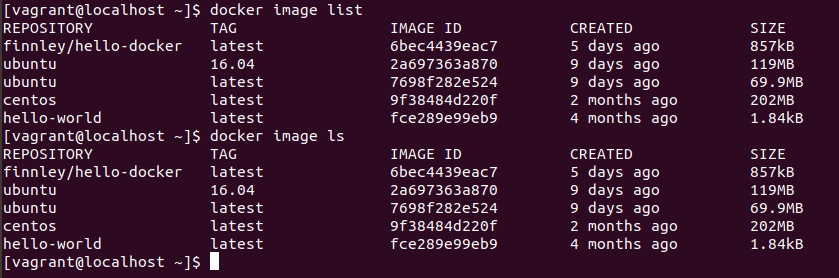 [vagrant@localhost ~]$ docker image list
REPOSITORY TAG IMAGE ID CREATED SIZE
finnley/hello-docker latest 6bec4439eac7 5 days ago 857kB
ubuntu 16.04 2a697363a870 9 days ago 119MB
ubuntu latest 7698f282e524 9 days ago 69.9MB
centos latest 9f38484d220f 2 months ago 202MB
hello-world latest fce289e99eb9 4 months ago 1.84kB
[vagrant@localhost ~]$ docker image ls
REPOSITORY TAG IMAGE ID CREATED SIZE
finnley/hello-docker latest 6bec4439eac7 5 days ago 857kB
ubuntu 16.04 2a697363a870 9 days ago 119MB
ubuntu latest 7698f282e524 9 days ago 69.9MB
centos latest 9f38484d220f 2 months ago 202MB
hello-world latest fce289e99eb9 4 months ago 1.84kB
[vagrant@localhost ~]$